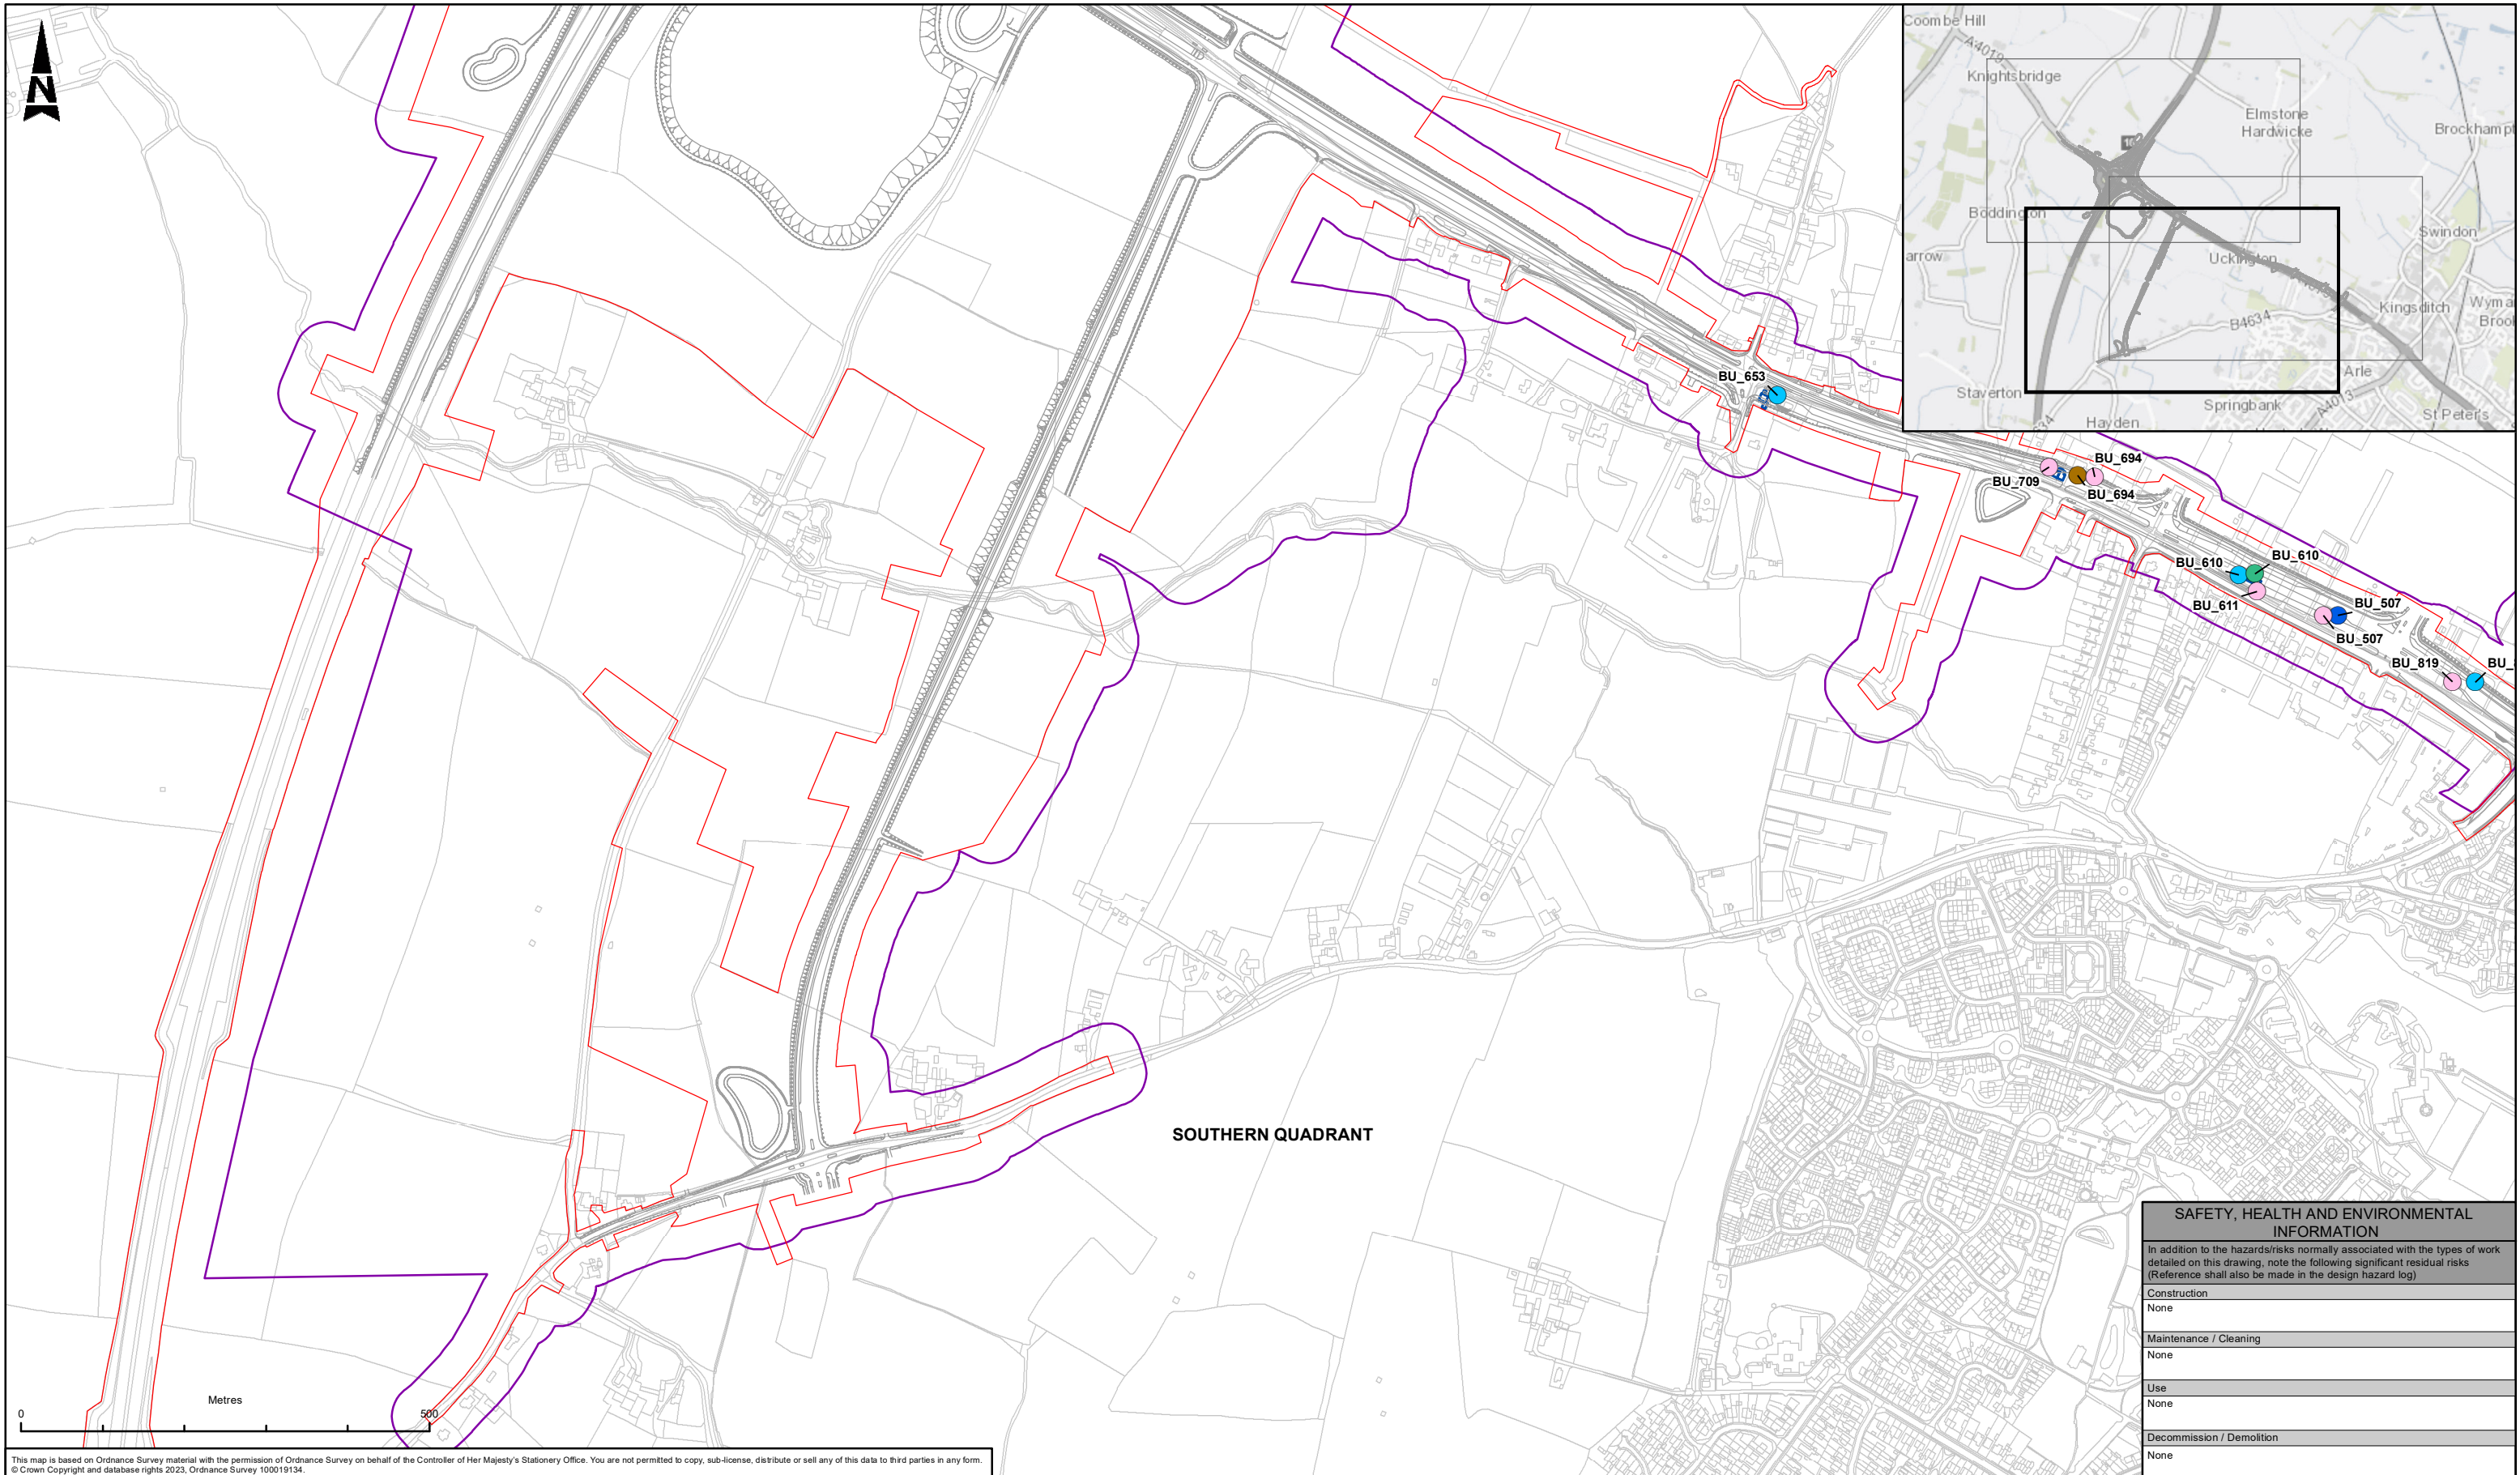 N
Coombe Hill
A4019
Knightsbridge
Elmstone
Hardwicke
Brockhampt
Boddington
Swindon
arrow
Uckington
Kingsditch
Wyma
Broo
B4634
Arle
Staverton
Springbank
A4013
St Peter's
Hayden
BU_653
BU_694
BU_709
BU_694
BU_610
BU_610
BU_611
BU_507
BU_507
BU_819
BU_
SOUTHERN QUADRANT
SAFETY, HEALTH AND ENVIRONMENTAL
INFORMATION
In addition to the hazards/risks normally associated with the types of work
detailed on this drawing, note the following significant residual risks
(Reference shall also be made in the design hazard log)
Construction
None
Maintenance / Cleaning
None
Use
None
Decommission / Demolition
None
Metres
0
500
This map is based on Ordnance Survey material with the permission of Ordnance Survey on behalf of the Controller of Her Majesty's Stationery Office. You are not permitted to copy, sub-license, distribute or sell any of this data to third parties in any form.
© Crown Copyright and database rights 2023, Ordnance Survey 100019134.